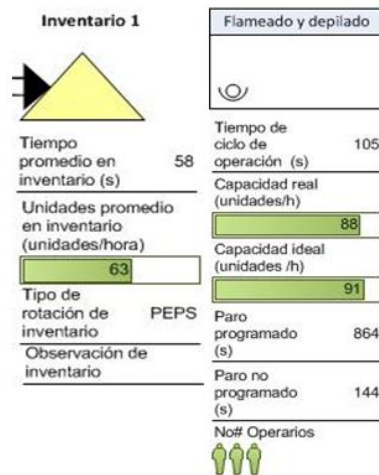 Inventario 1
Tiempo
promedio en 58
inventario (s)
Unidades promedio
en inventario
(unidades/hora)
63
Tipo de
rotación de PEPS
inventario
Observación de
inventario
Flameado y depilado
Tiempo de
ciclo de 105
operación (s)
Capacidad real
(unidades/h)
88
Capacidad ideal
(unidades /h)
91
Paro
programado 864
(s)
Paro no
programado 144
(s)
No# Operarios